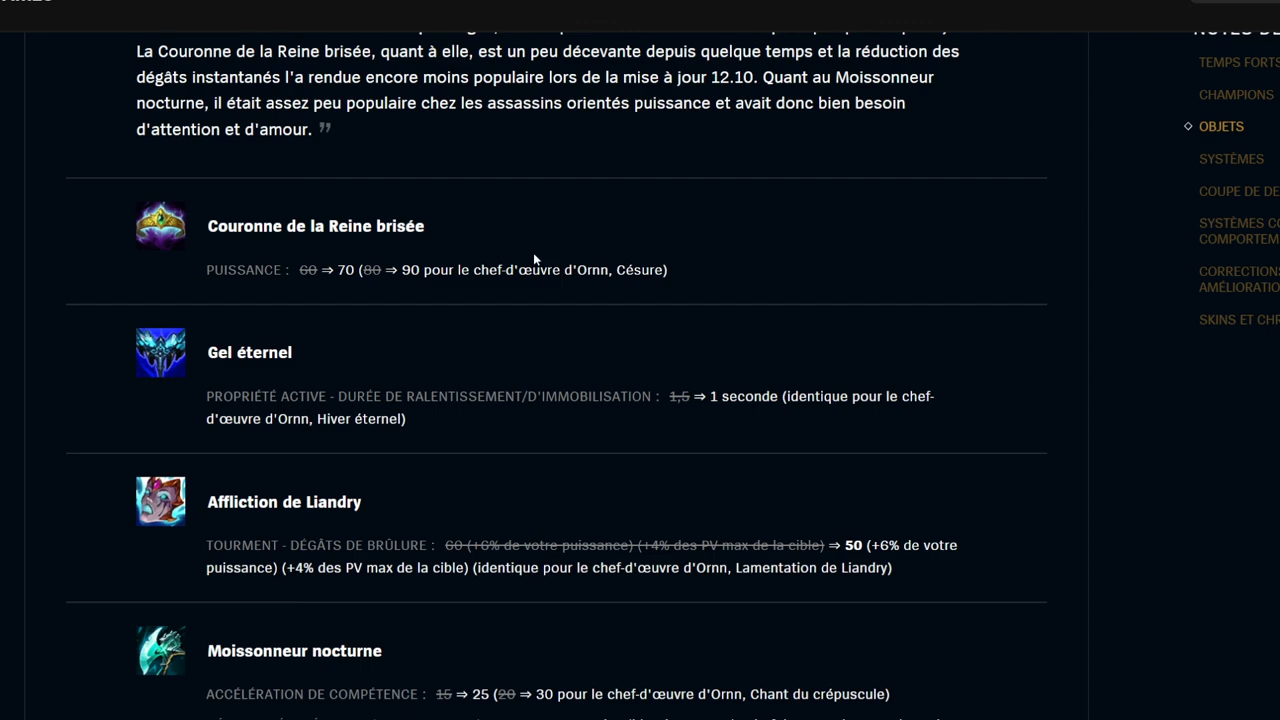 La Couronne de la Reine brisée, quant à elle, est un peu décevante depuis quelque temps et la réduction des
dégâts instantanés l'a rendue encore moins populaire lors de la mise à jour 12.10. Quant au Moissonneur
nocturne, il était assez peu populaire chez les assassins orientés puissance et avait donc bien besoin
d'attention et d'amour. ”
Couronne de la Reine brisée
PUISSANCE : 60 ⇒ 70 (80 ⇒ 90 pour le chef-d'œuvre d'Ornn, Césure)
Gel éternel
PROPRIÉTÉ ACTIVE - DURÉE DE RALENTISSEMENT/D'IMMOBILISATION : 1,5 ⇒ 1 seconde (identique pour le chef-
d'œuvre d'Ornn, Hiver éternel)
Affliction de Liandry
TOURMENT - DÉGÂTS DE BRÛLURE : 60 (+6% de votre puissance) (+4% des PV max de la cible) ⇒ 50 (+6% de votre
puissance) (+4% des PV max de la cible) (identique pour le chef-d'œuvre d'Ornn, Lamentation de Liandry)
Moissonneur nocturne
ACCÉLÉRATION DE COMPÉTENCE : 15 ⇒ 25 (20 ⇒ 30 pour le chef-d'œuvre d'Ornn, Chant du crépuscule)
TEMPS FORTS
CHAMPIONS
OBJETS
SYSTÈMES
COUPE DE DE
SYSTÈMES CO
COMPORTEM
CORRECTIONS
AMÉLIORATIO
SKINS ET CHR